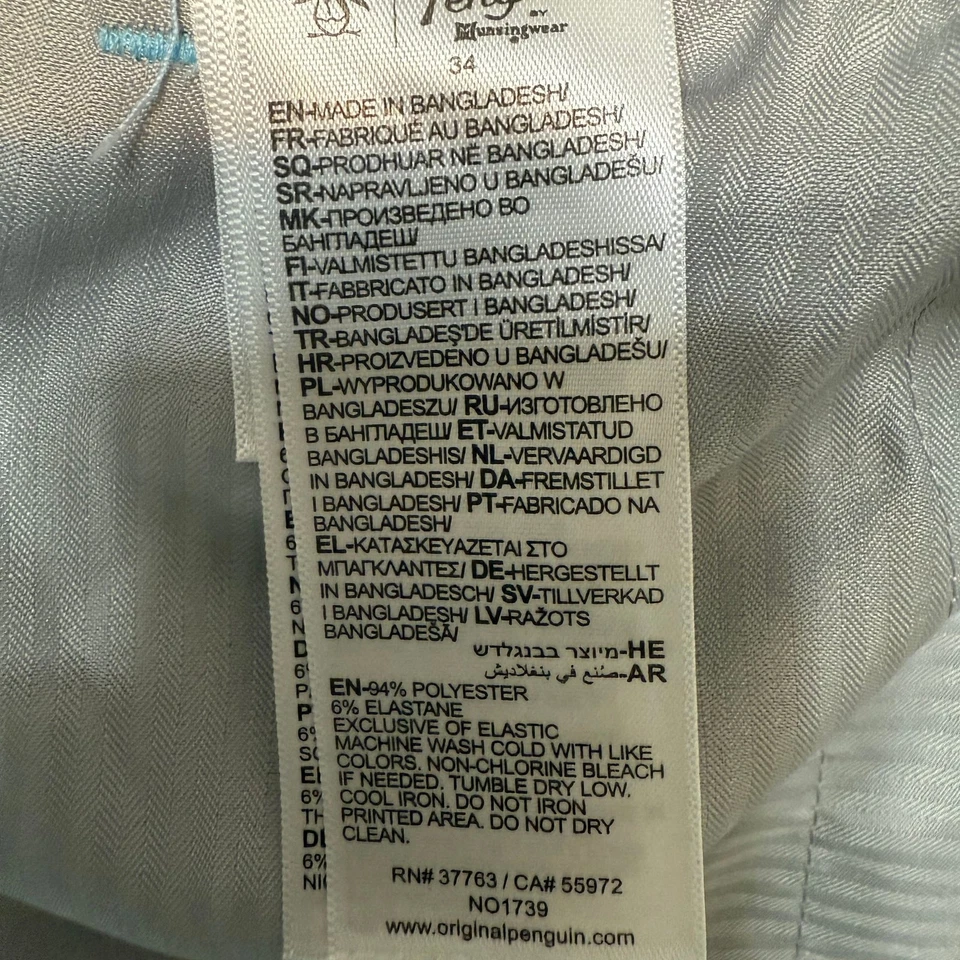 BY
Munsingwear
34
EN-MADE IN BANGLADESH/
FR-FABRIQUÉ AU BANGLADESH/
SQ-PRODHUAR NË BANGLADESH/
SR-NAPRAVLJENO U BANGLADEŠU/
MK-ПРОИЗВЕДЕНО ВО
БАНГЛАДЕШ/
FI-VALMISTETTU BANGLADESHISSA/
IT-FABBRICATO IN BANGLADESH/
NO-PRODUSERT I BANGLADESH/
TR-BANGLADEŞ'DE ÜRETİLMİSTİR/
HR-PROIZVEDENO U BANGLADEŠU/
PL-WYPRODUKOWANO W
BANGLADESZU/ RU-ИЗГОТОВЛЕНО
В БАНГЛАДЕШ/ ET-VALMISTATUD
BANGLADESHIS/ NL-VERVAARDIGD
IN BANGLADESH/ DA-FREMSTILLET
I BANGLADESH/ PT-FABRICADO NA
BANGLADESH/
EL-ΚΑΤΑΣΚΕΥΑΖΕΤΑΙ ΣΤΟ
ΜΠΑΓΚΛΑΝΤΕΣ/ DE-HERGESTELLT
IN BANGLADESCH/ SV-TILLVERKAD
I BANGLADESH/ LV-RAŽOTS
BANGLADEŠĀ/
HE-מיוצר בבנגלדש
AR-صُنع في بنغلاديش
EN-94% POLYESTER
6% ELASTANE
EXCLUSIVE OF ELASTIC
MACHINE WASH COLD WITH LIKE
COLORS. NON-CHLORINE BLEACH
IF NEEDED. TUMBLE DRY LOW.
COOL IRON. DO NOT IRON
PRINTED AREA. DO NOT DRY
CLEAN.
RN# 37763 / CA# 55972
NO1739
www.originalpenguin.com